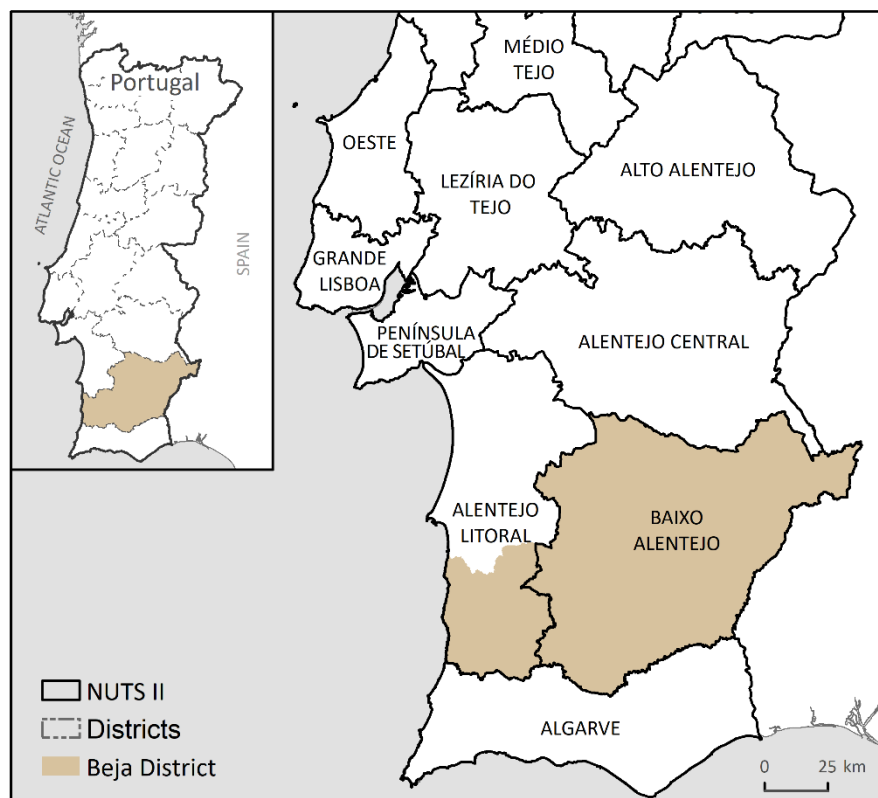 Portugal
ATLANTIC OCEAN
SPAIN
MÉDIO
TEJO
OESTE
LEZÍRIA DO
TEJO
ALTO ALENTEJO
GRANDE
LISBOA
PENÍNSULA
DE SETÚBAL
ALENTEJO CENTRAL
ALENTEJO
LITORAL
BAIXO
ALENTEJO
ALGARVE
NUTS II
Districts
Beja District
0 25 km